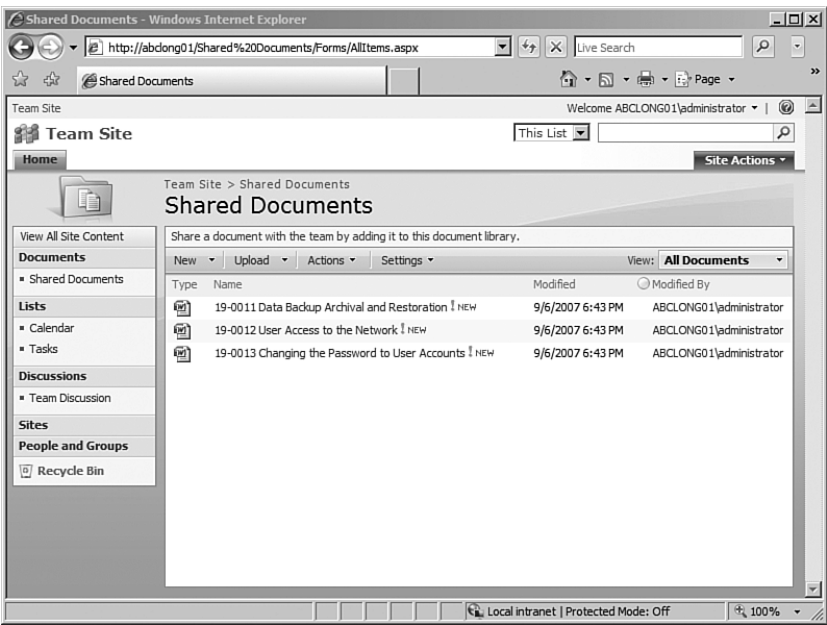 Shared Documents - Windows Internet Explorer
http://abclong01/Shared%20Documents/Forms/AllItems.aspx
Live Search
Shared Documents
Page
»
Team Site
Welcome ABCLONG01\administrator
Team Site
This List
Home
Site Actions
Team Site > Shared Documents
Shared Documents
View All Site Content
Share a document with the team by adding it to this document library.
Documents
New Upload Actions Settings View: All Documents
Shared Documents
Type Name Modified Modified By
Lists
19-0011 Data Backup Archival and Restoration ! NEW 9/6/2007 6:43 PM ABCLONG01\administrator
Calendar
19-0012 User Access to the Network ! NEW 9/6/2007 6:43 PM ABCLONG01\administrator
Tasks
19-0013 Changing the Password to User Accounts ! NEW 9/6/2007 6:43 PM ABCLONG01\administrator
Discussions
Team Discussion
Sites
People and Groups
Recycle Bin
Local intranet | Protected Mode: Off
100%